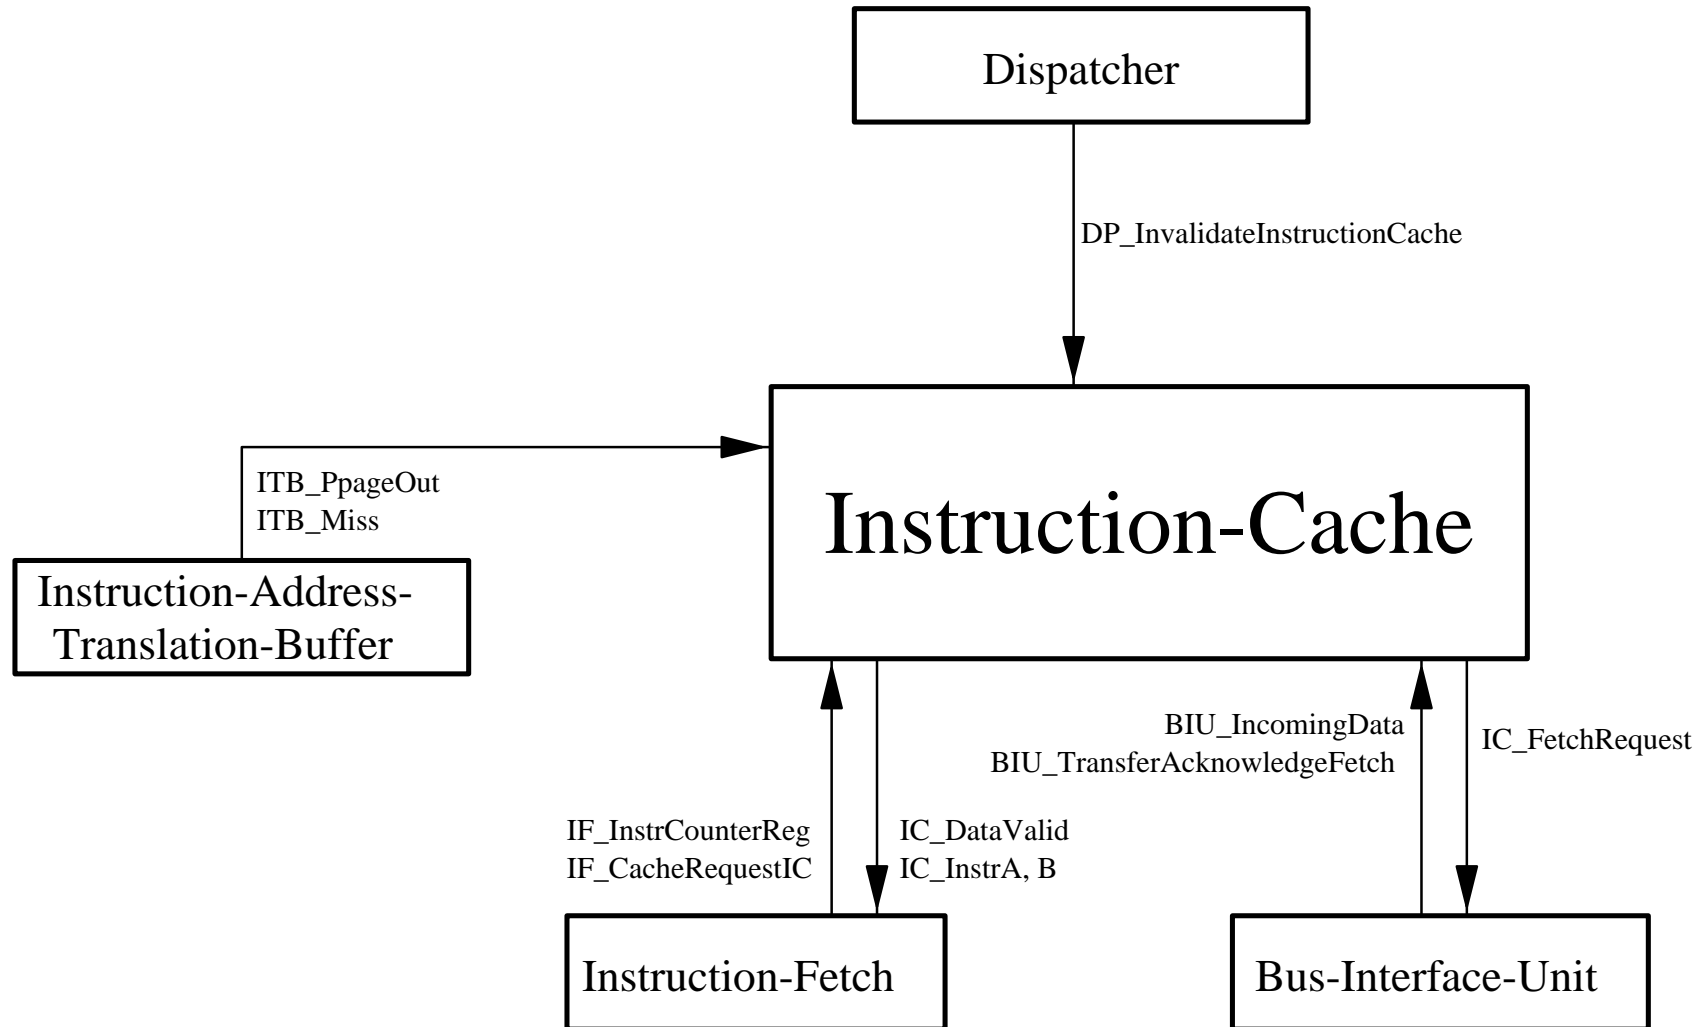 Dispatcher
DP_InvalidateInstructionCache
ITB_PpageOut
ITB_Miss
Instruction-Cache
Instruction-Address-
Translation-Buffer
BIU_IncomingData
BIU_TransferAcknowledgeFetch
IC_FetchRequest
IF_InstrCounterReg
IF_CacheRequestIC
IC_DataValid
IC_InstrA, B
Instruction-Fetch
Bus-Interface-Unit